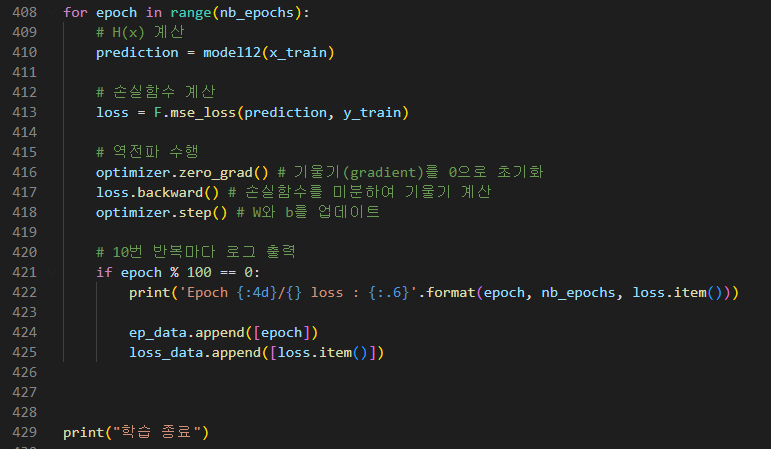 408 for epoch in range(nb_epochs):
409     # H(x) 계산
410     prediction = model12(x_train)
411
412     # 손실함수 계산
413     loss = F.mse_loss(prediction, y_train)
414
415     # 역전파 수행
416     optimizer.zero_grad() # 기울기(gradient)를 0으로 초기화
417     loss.backward() # 손실함수를 미분하여 기울기 계산
418     optimizer.step() # W와 b를 업데이트
419
420     # 10번 반복마다 로그 출력
421     if epoch % 100 == 0:
422         print('Epoch {:4d}/{} loss : {:.6}'.format(epoch, nb_epochs, loss.item()))
423
424         ep_data.append([epoch])
425         loss_data.append([loss.item()])
426
427
428
429 print("학습 종료")